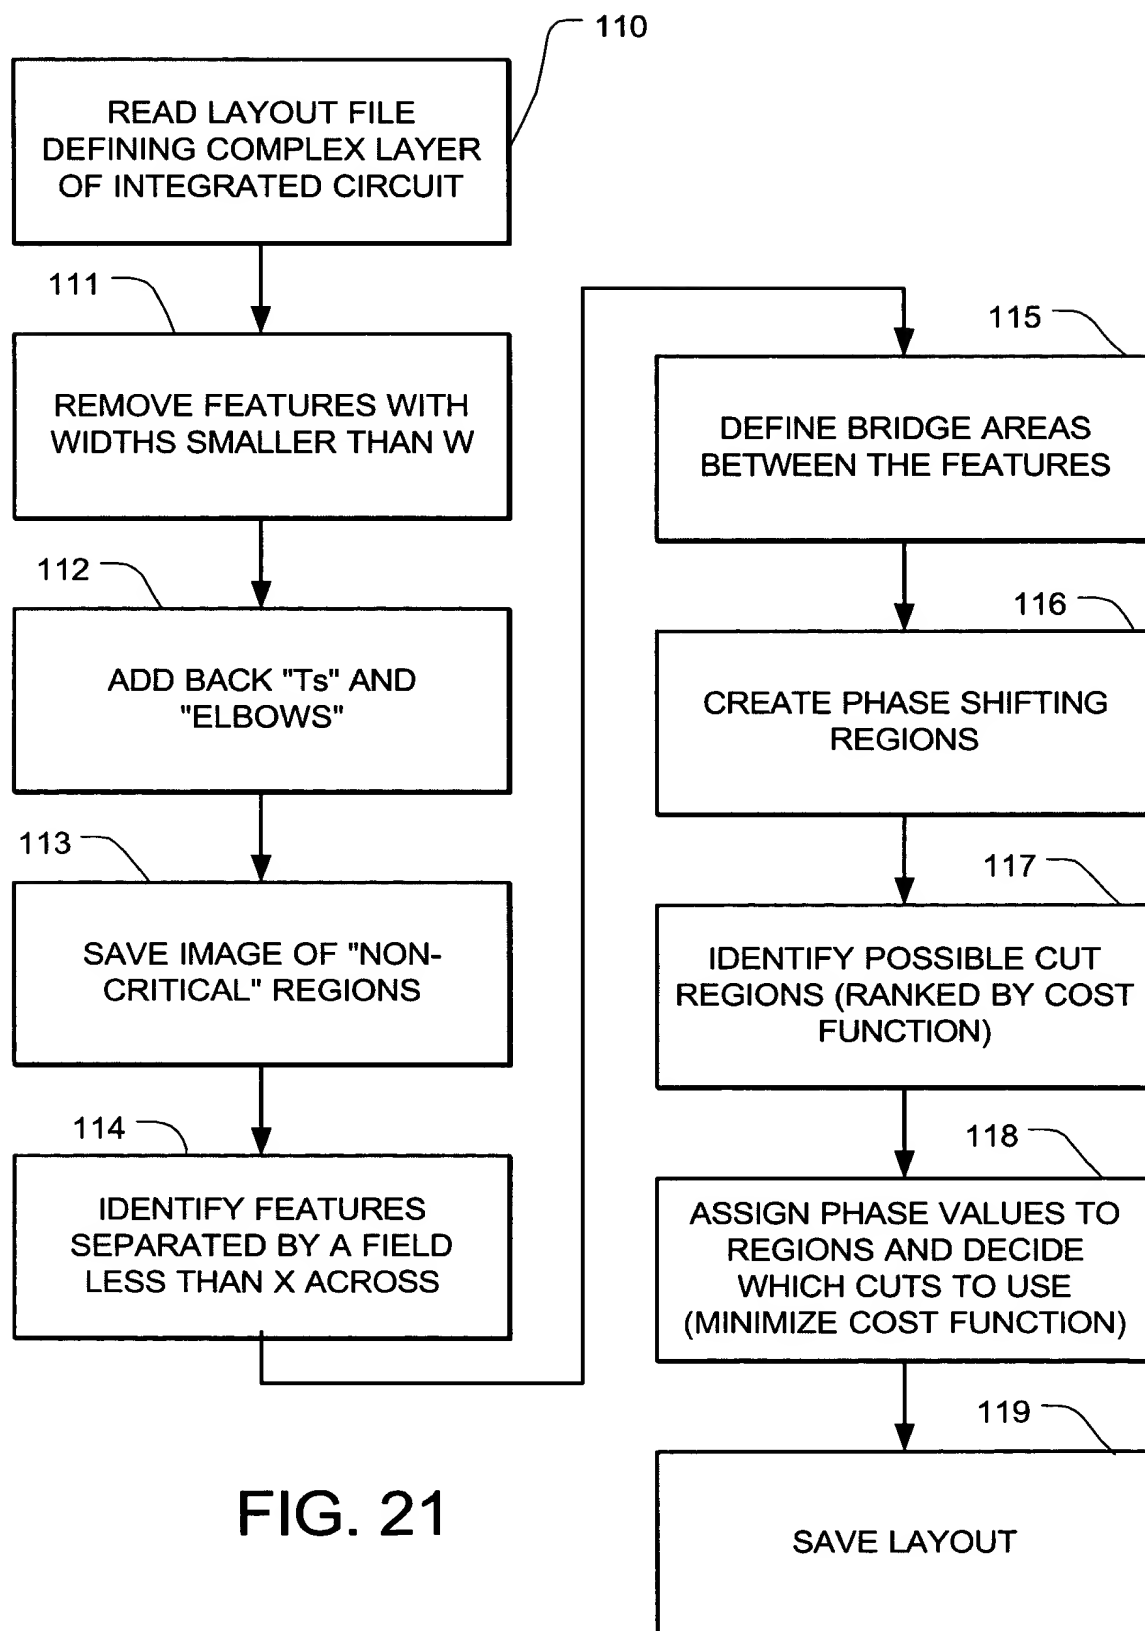 110
READ LAYOUT FILE
DEFINING COMPLEX LAYER
OF INTEGRATED CIRCUIT
111
REMOVE FEATURES WITH
WIDTHS SMALLER THAN W
112
ADD BACK "Ts" AND
"ELBOWS"
113
SAVE IMAGE OF "NON-
CRITICAL" REGIONS
114
IDENTIFY FEATURES
SEPARATED BY A FIELD
LESS THAN X ACROSS
115
DEFINE BRIDGE AREAS
BETWEEN THE FEATURES
116
CREATE PHASE SHIFTING
REGIONS
117
IDENTIFY POSSIBLE CUT
REGIONS (RANKED BY COST
FUNCTION)
118
ASSIGN PHASE VALUES TO
REGIONS AND DECIDE
WHICH CUTS TO USE
(MINIMIZE COST FUNCTION)
119
SAVE LAYOUT
FIG. 21